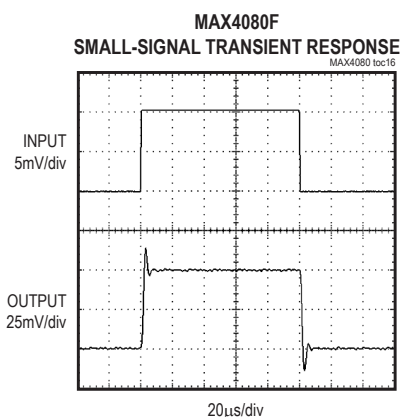 MAX4080F
SMALL-SIGNAL TRANSIENT RESPONSE
MAX4080 toc16
INPUT
5mV/div
OUTPUT
25mV/div
20μs/div